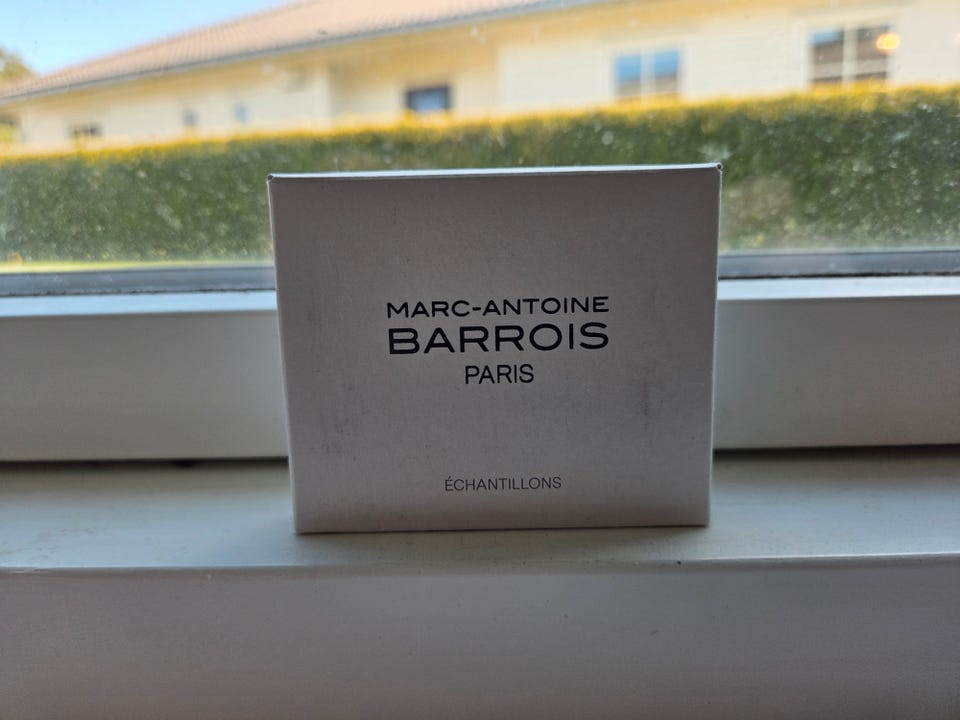 MARC-ANTOINE
BARROIS
PARIS
ÉCHANTILLONS